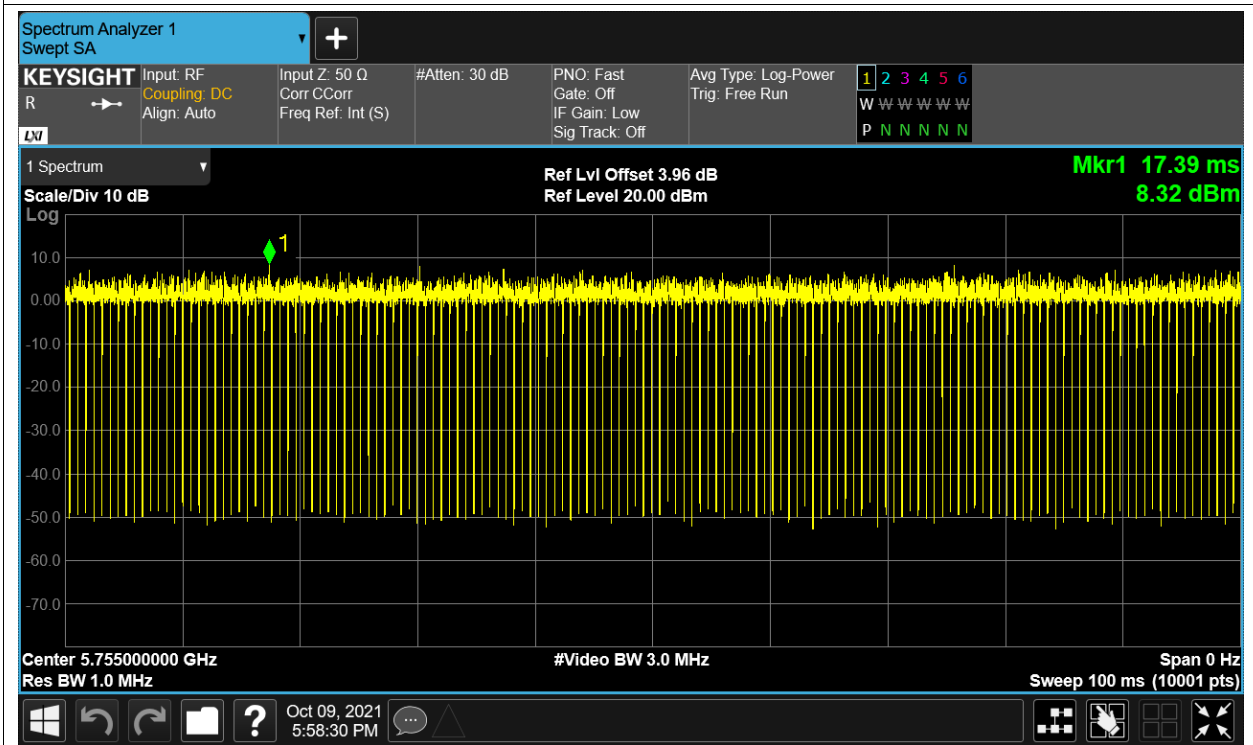 Spectrum Analyzer 1
Swept SA
KEYSIGHT
R
LXI
Input: RF
Coupling: DC
Align: Auto
Input Z: 50 Ω
Corr CCorr
Freq Ref: Int (S)
#Atten: 30 dB
PNO: Fast
Gate: Off
IF Gain: Low
Sig Track: Off
Avg Type: Log-Power
Trig: Free Run
1 2 3 4 5 6
W W W W W W
P N N N N N
1 Spectrum
Scale/Div 10 dB
Log
Ref Lvl Offset 3.96 dB
Ref Level 20.00 dBm
Mkr1 17.39 ms
8.32 dBm
1
10.0
0.00
-10.0
-20.0
-30.0
-40.0
-50.0
-60.0
-70.0
Center 5.755000000 GHz
Res BW 1.0 MHz
#Video BW 3.0 MHz
Span 0 Hz
Sweep 100 ms (10001 pts)
?
Oct 09, 2021
5:58:30 PM